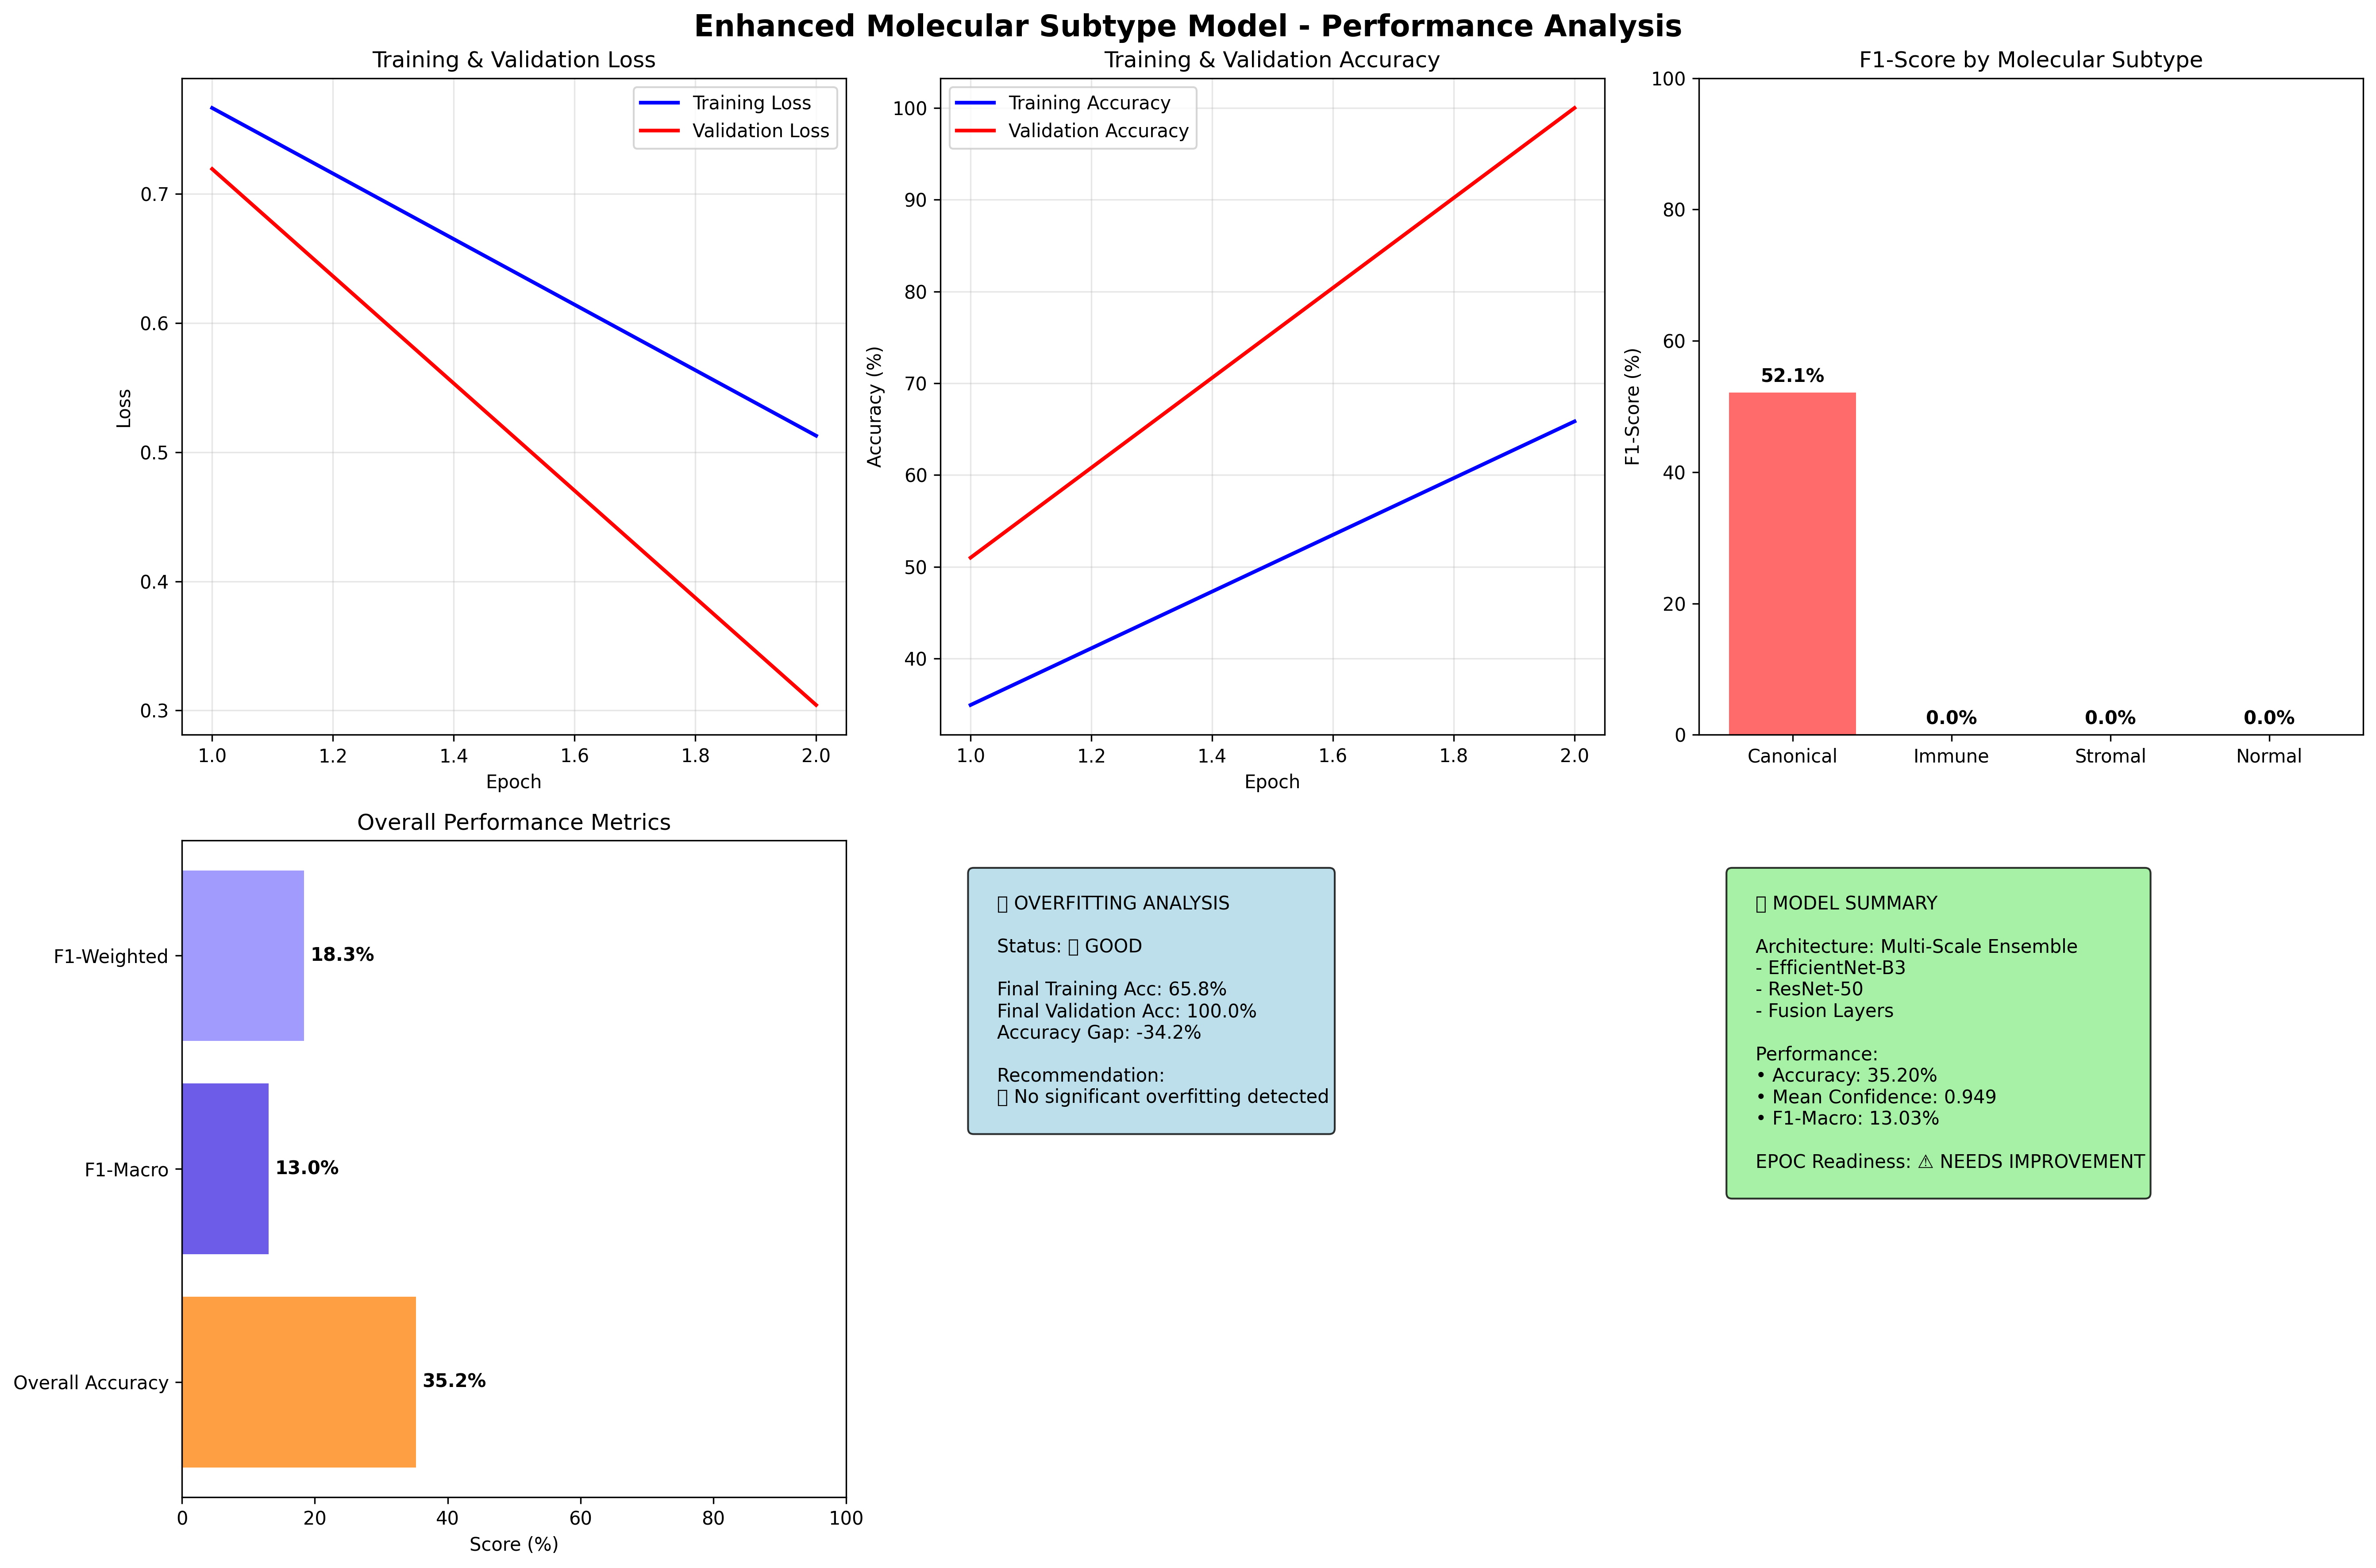 Enhanced Molecular Subtype Model - Performance Analysis
Training & Validation Loss
Training Loss
Validation Loss
0.7
0.6
0.5
0.4
0.3
Loss
1.0 1.2 1.4 1.6 1.8 2.0
Epoch
Training & Validation Accuracy
Training Accuracy
Validation Accuracy
100
90
80
70
60
50
40
Accuracy (%)
1.0 1.2 1.4 1.6 1.8 2.0
Epoch
F1-Score by Molecular Subtype
100
80
60
40
20
0
F1-Score (%)
52.1%
0.0% 0.0% 0.0%
Canonical Immune Stromal Normal
Overall Performance Metrics
F1-Weighted 18.3%
F1-Macro 13.0%
Overall Accuracy 35.2%
0 20 40 60 80 100
Score (%)
OVERFITTING ANALYSIS
Status: GOOD
Final Training Acc: 65.8%
Final Validation Acc: 100.0%
Accuracy Gap: -34.2%
Recommendation:
No significant overfitting detected
MODEL SUMMARY
Architecture: Multi-Scale Ensemble
- EfficientNet-B3
- ResNet-50
- Fusion Layers
Performance:
• Accuracy: 35.20%
• Mean Confidence: 0.949
• F1-Macro: 13.03%
EPOC Readiness: ⚠ NEEDS IMPROVEMENT